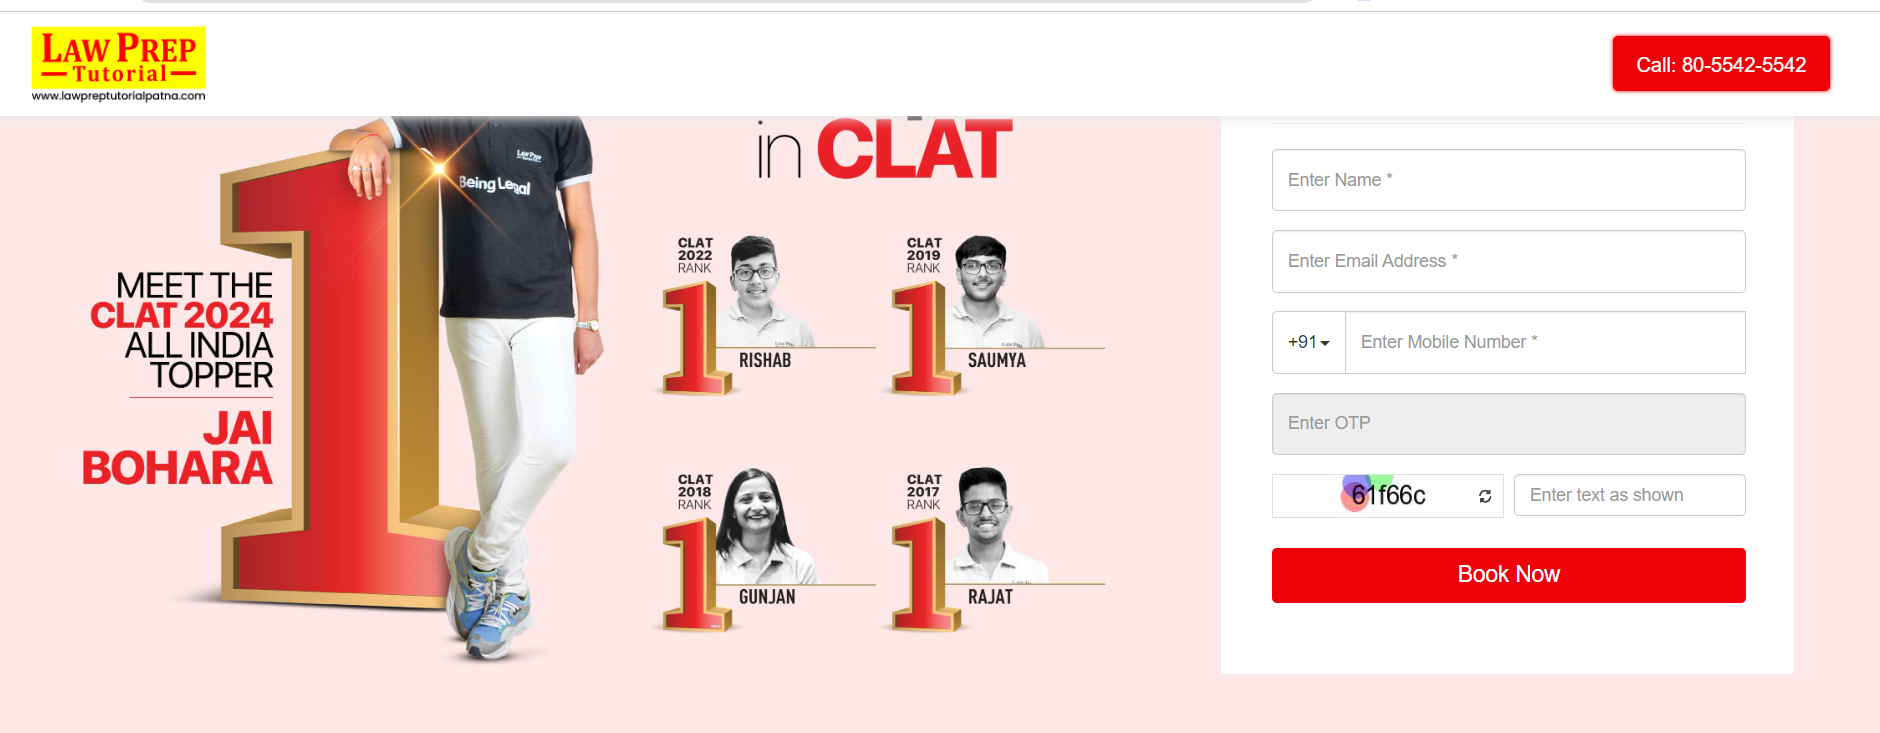 LAW PREP
Tutorial
www.lawpreptutorialpatna.com
Call: 80-5542-5542
in CLAT
LAW PREP
Being Legal
MEET THE
CLAT 2024
ALL INDIA
TOPPER
JAI
BOHARA
CLAT
2022
RANK
1
RISHAB
CLAT
2019
RANK
1
SAUMYA
CLAT
2018
RANK
1
GUNJAN
CLAT
2017
RANK
1
RAJAT
Enter Name *
Enter Email Address *
+91 Enter Mobile Number *
Enter OTP
61f66c Enter text as shown
Book Now